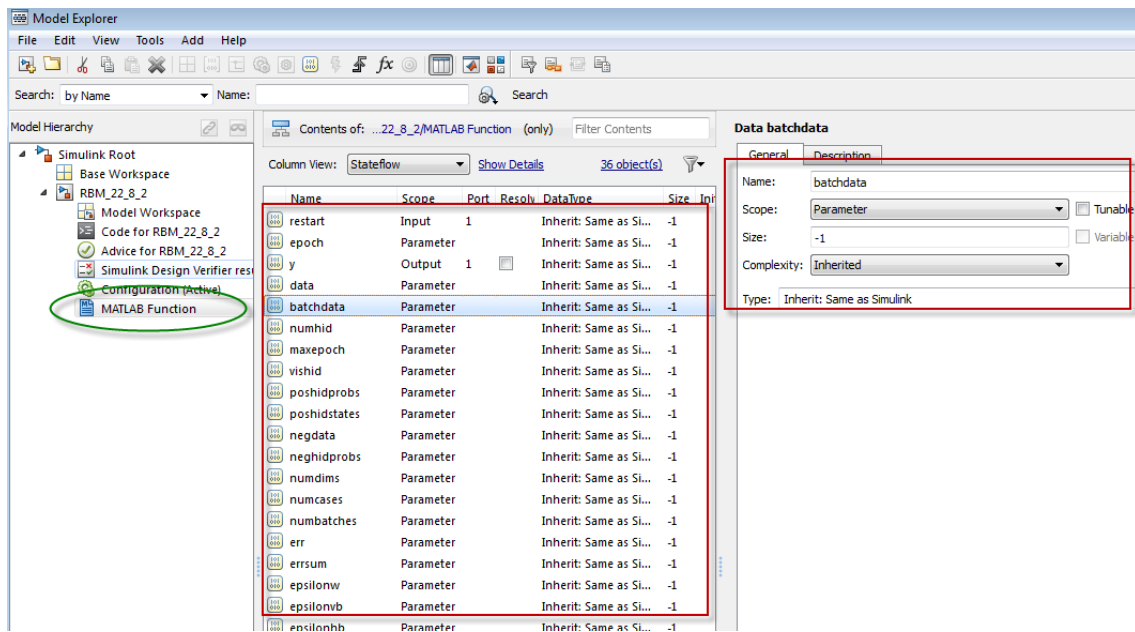 Model Explorer
File Edit View Tools Add Help
Search: by Name Name: Search
Model Hierarchy
Simulink Root
Base Workspace
RBM_22_8_2
Model Workspace
Code for RBM_22_8_2
Advice for RBM_22_8_2
Simulink Design Verifier resu
Configuration (Active)
MATLAB Function
Contents of: ...22_8_2/MATLAB Function (only) Filter Contents
Column View: Stateflow Show Details 36 object(s)
Name Scope Port Resolv DataType Size Ini
restart Input 1 Inherit: Same as Si... -1
epoch Parameter Inherit: Same as Si... -1
y Output 1 Inherit: Same as Si... -1
data Parameter Inherit: Same as Si... -1
batchdata Parameter Inherit: Same as Si... -1
numhid Parameter Inherit: Same as Si... -1
maxepoch Parameter Inherit: Same as Si... -1
vishid Parameter Inherit: Same as Si... -1
poshidprobs Parameter Inherit: Same as Si... -1
poshidstates Parameter Inherit: Same as Si... -1
negdata Parameter Inherit: Same as Si... -1
neghidprobs Parameter Inherit: Same as Si... -1
numdims Parameter Inherit: Same as Si... -1
numcases Parameter Inherit: Same as Si... -1
numbatches Parameter Inherit: Same as Si... -1
err Parameter Inherit: Same as Si... -1
errsum Parameter Inherit: Same as Si... -1
epsilonw Parameter Inherit: Same as Si... -1
epsilonvb Parameter Inherit: Same as Si... -1
epsilonhb Parameter Inherit: Same as Si... -1
Data batchdata
General Description
Name: batchdata
Scope: Parameter Tunable
Size: -1 Variable
Complexity: Inherited
Type: Inherit: Same as Simulink